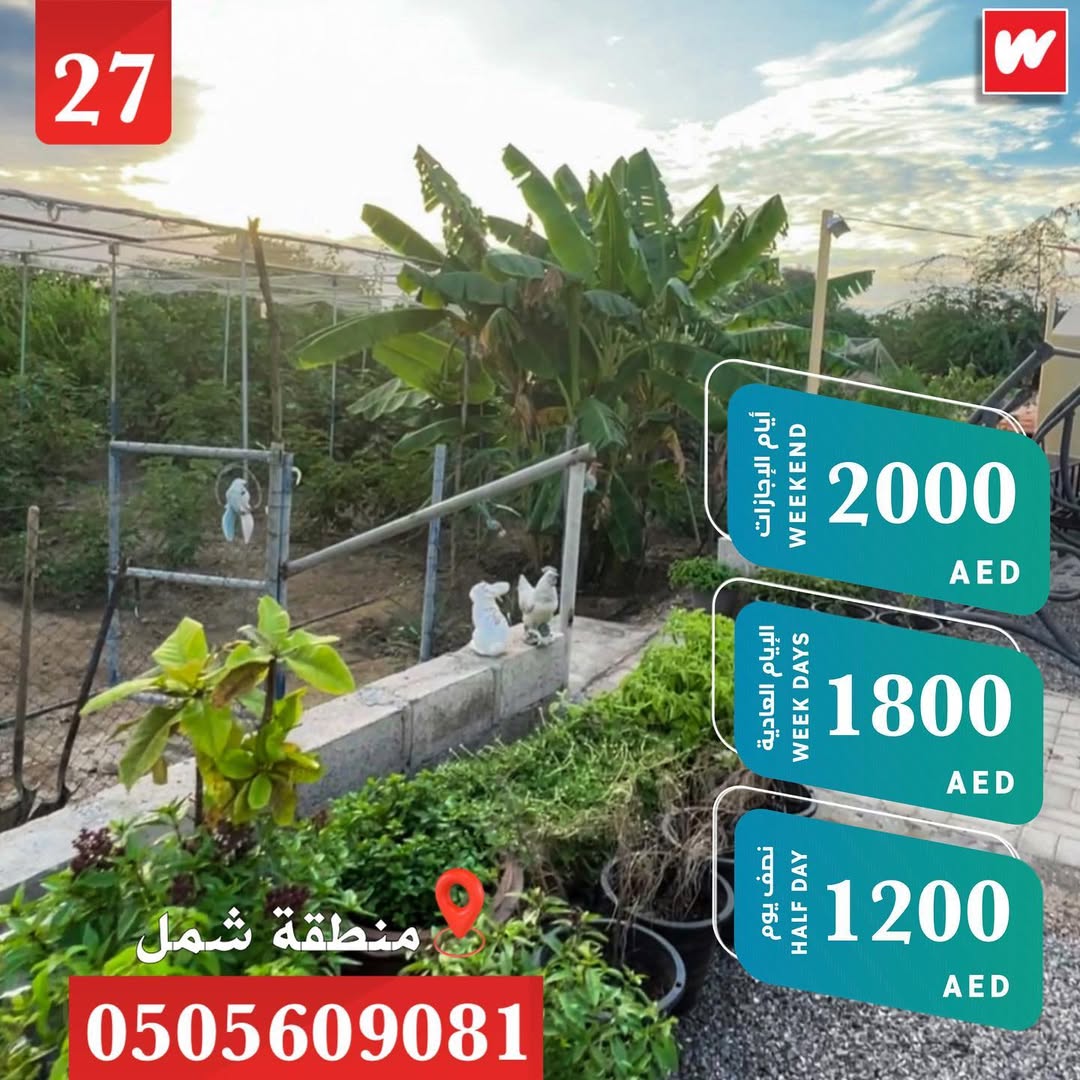 27
W
أيام الإجازات
WEEKEND
2000
AED
الإيام العادية
WEEK DAYS
1800
AED
نصف يوم
HALF DAY
1200
AED
منطقة شمل
0505609081